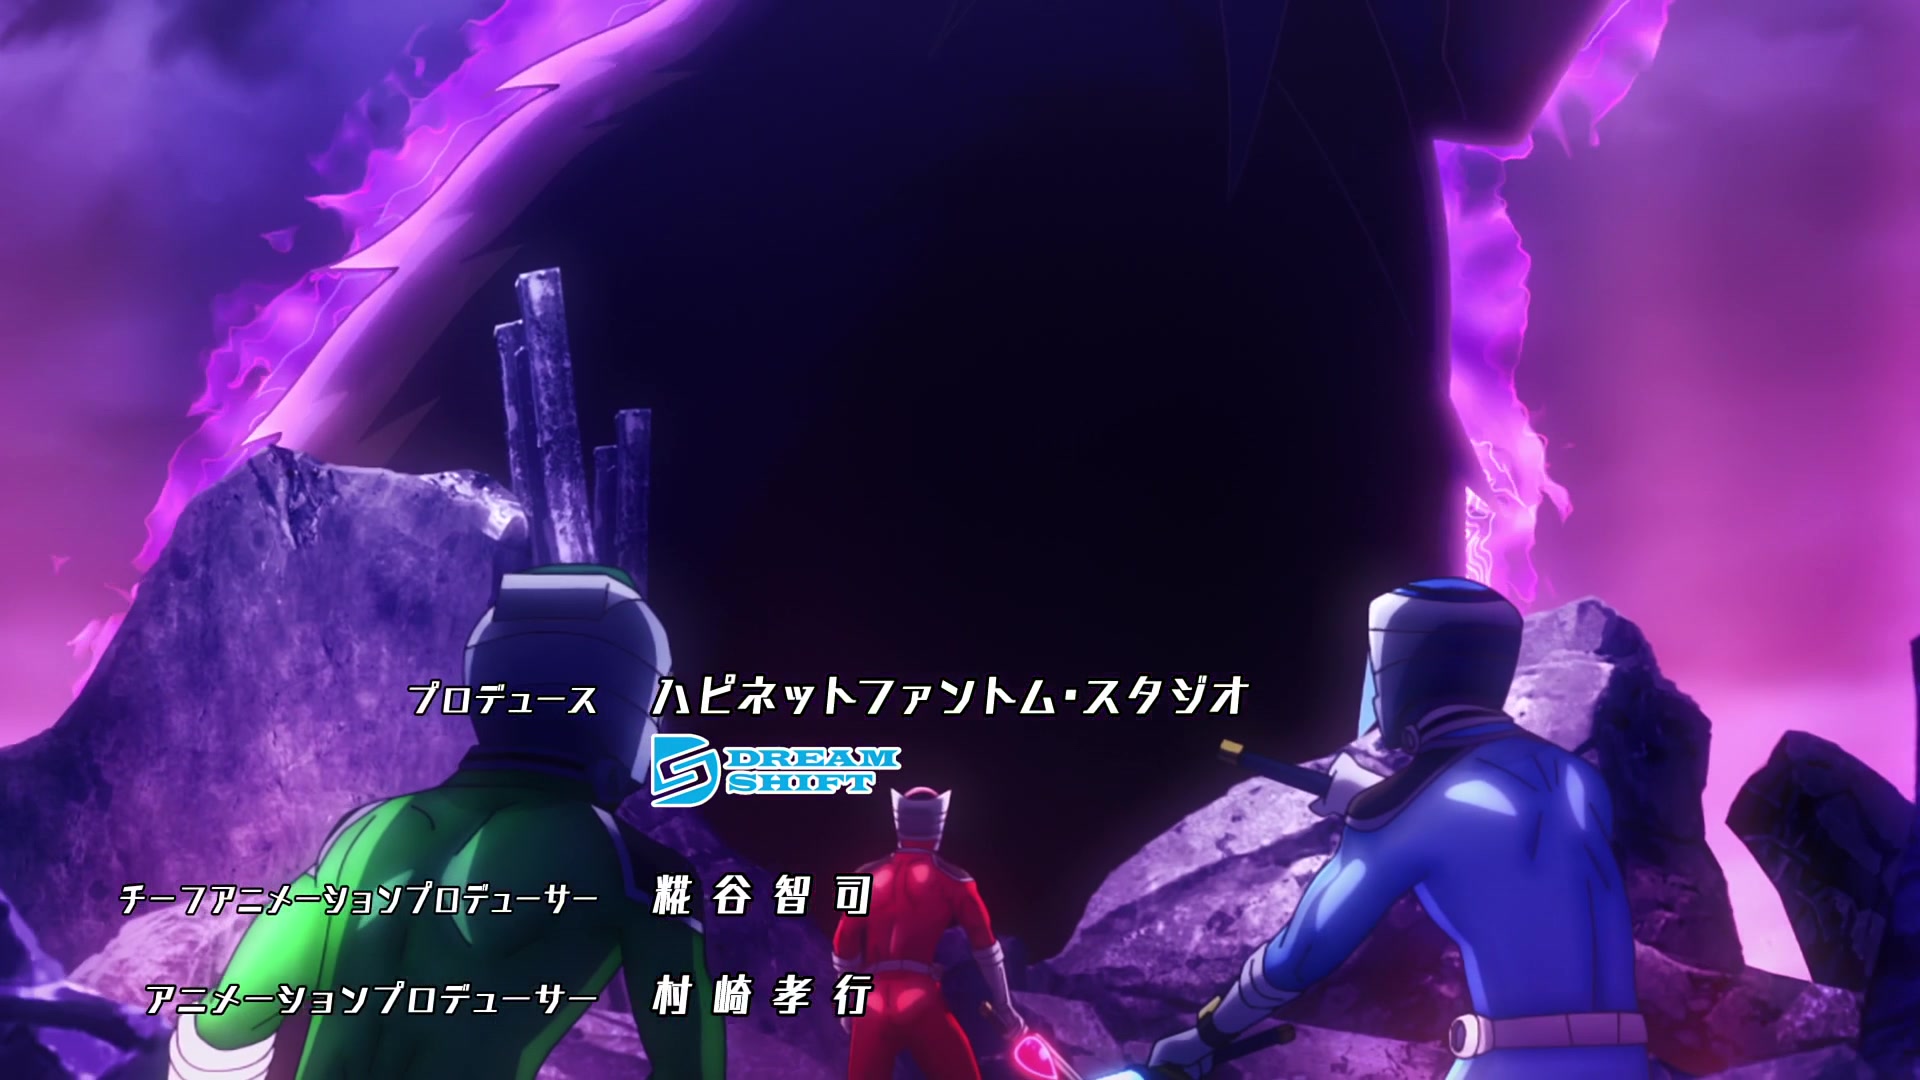 プロデュース ハピネットファントム・スタジオ
DREAM
SHIFT
チーフアニメーションプロデューサー 糀谷智司
アニメーションプロデューサー 村崎孝行